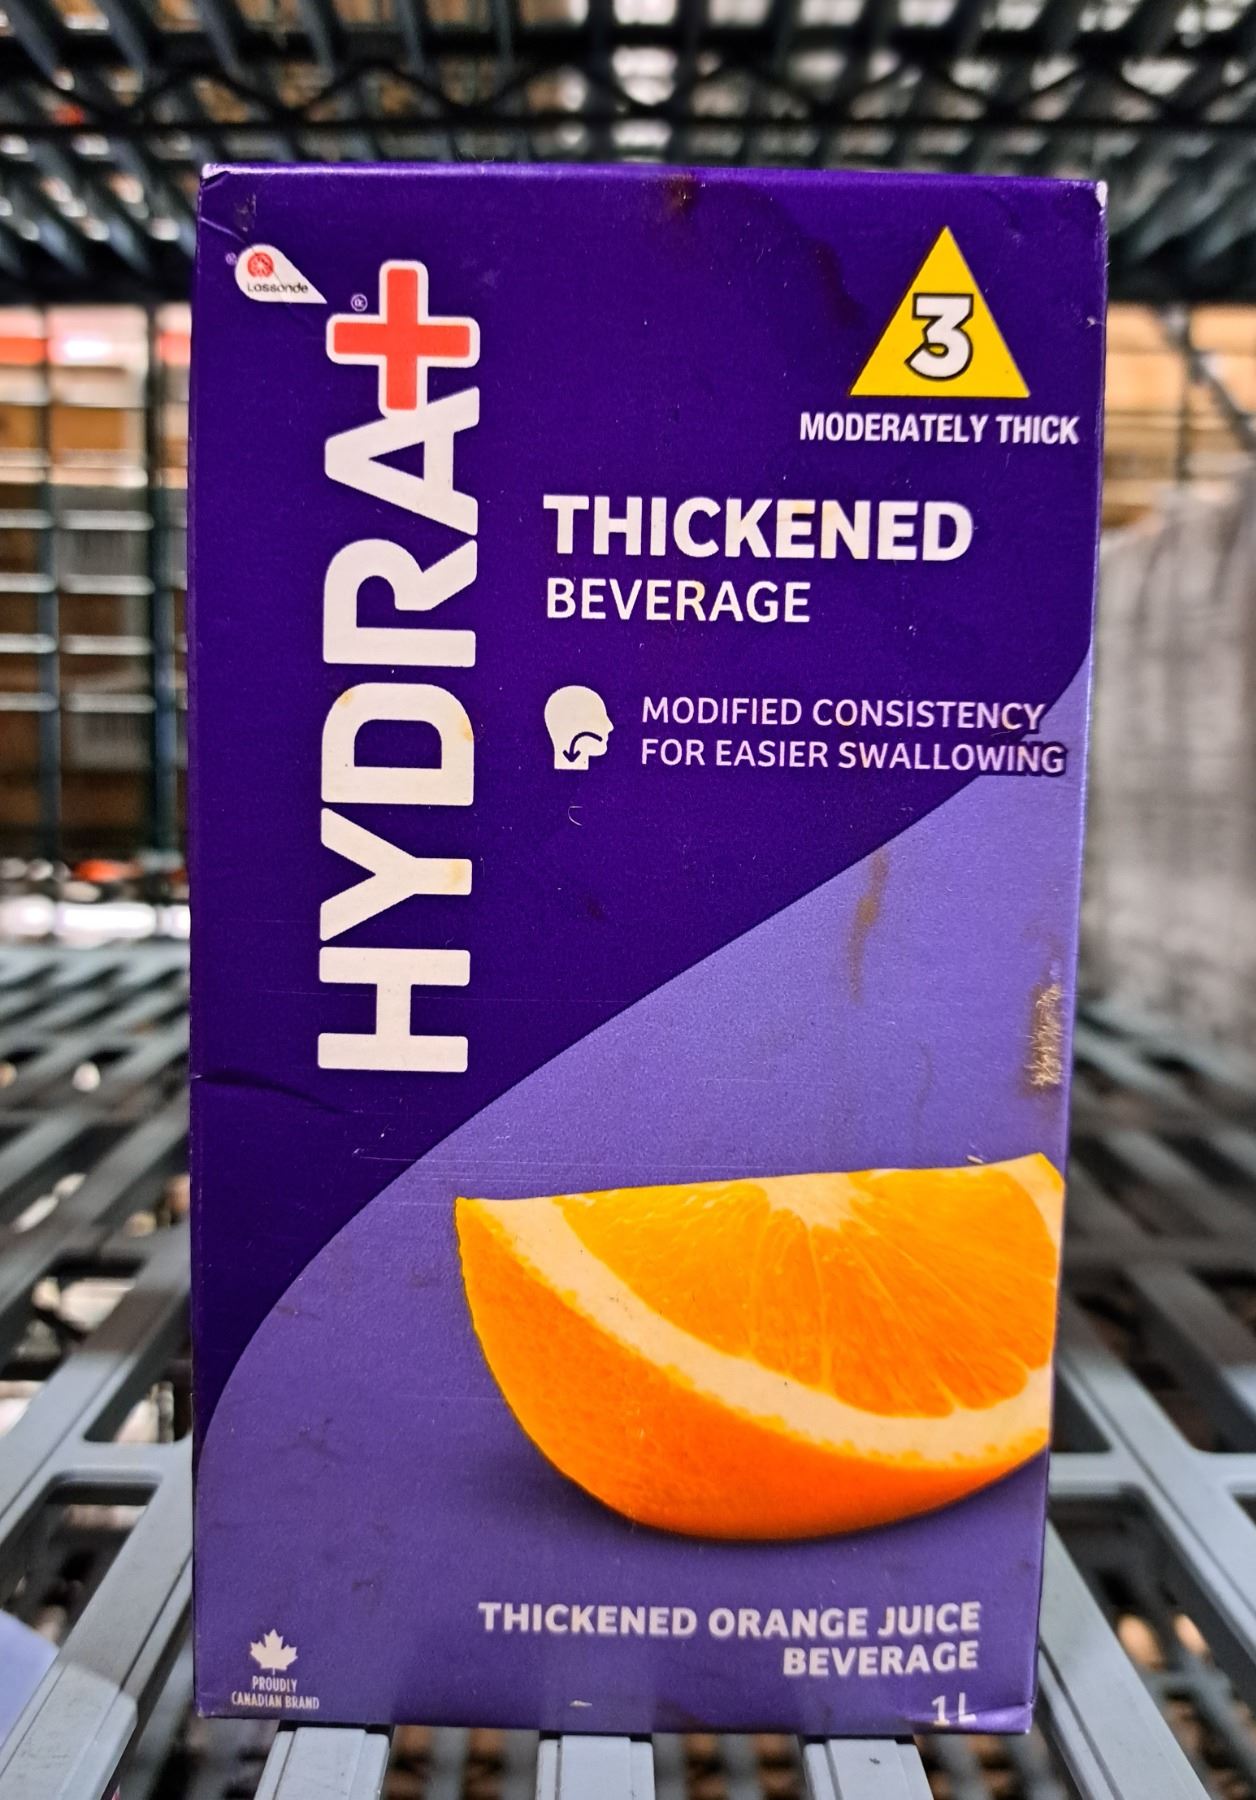 Lassonde
HYDRA+
3
MODERATELY THICK
THICKENED
BEVERAGE
MODIFIED CONSISTENCY
FOR EASIER SWALLOWING
THICKENED ORANGE JUICE
BEVERAGE
1 L
PROUDLY
CANADIAN BRAND